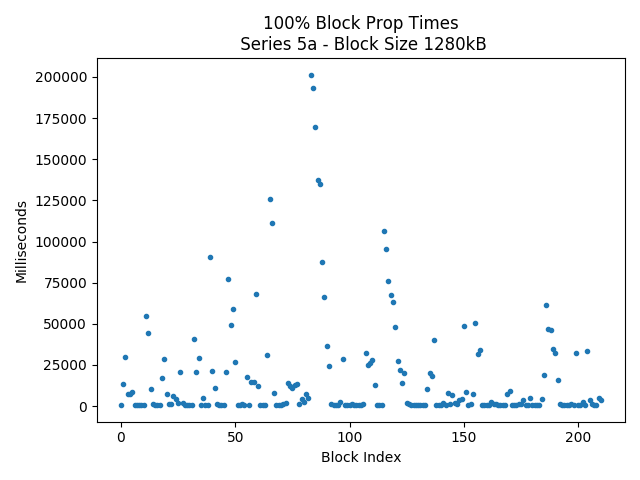 100% Block Prop Times
Series 5a - Block Size 1280kB
Milliseconds
200000
175000
150000
125000
100000
75000
50000
25000
0
0 50 100 150 200
Block Index